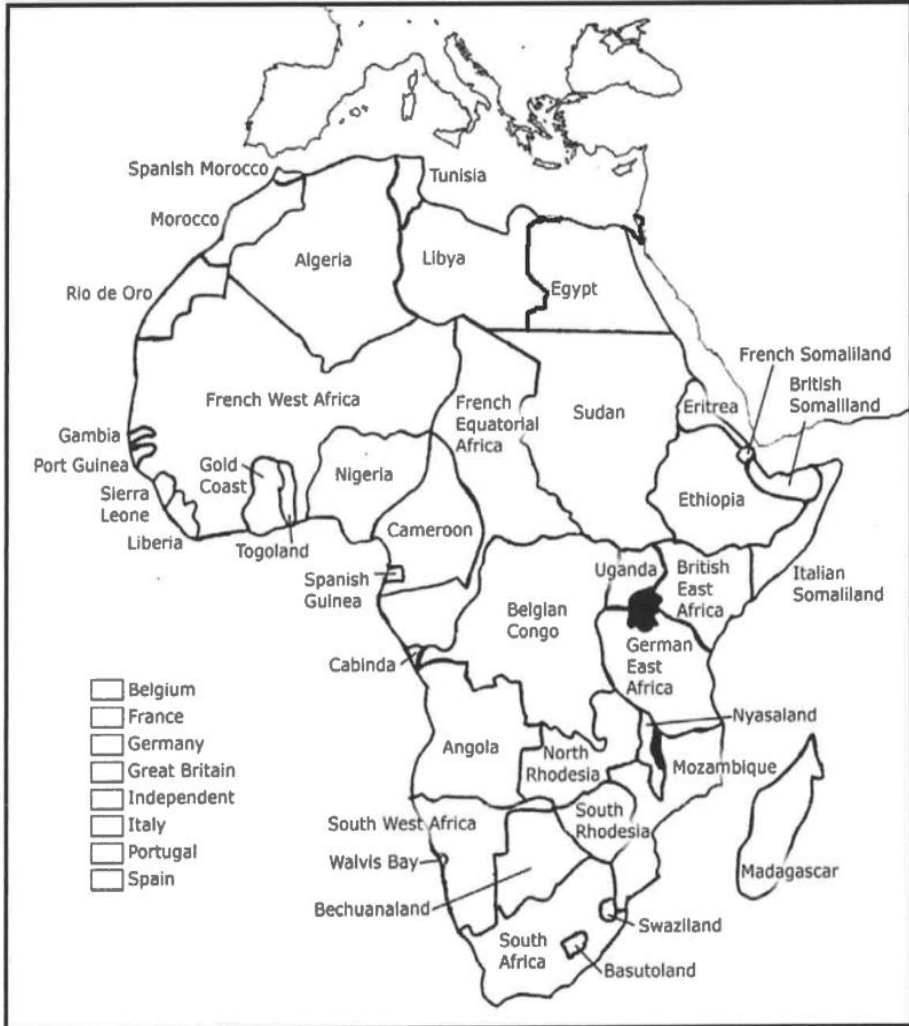 Spanish Morocco
Tunisia
Morocco
Algeria
Libya
Egypt
Rio de Oro
French Somaliland
British
Somaliland
French West Africa
French
Equatorial
Africa
Sudan
Eritrea
Gambia
Port Guinea
Gold
Coast
Nigeria
Ethiopia
Sierra
Leone
Liberia
Togoland
Cameroon
Spanish
Guinea
Uganda
British
East
Africa
Italian
Somaliland
Belgian
Congo
Cabinda
German
East
Africa
Belgium
France
Germany
Great Britain
Independent
Italy
Portugal
Spain
Nyasaland
Angola
North
Rhodesia
Mozambique
South West Africa
South
Rhodesia
Walvis Bay
Madagascar
Bechuanaland
Swaziland
South
Africa
Basutoland